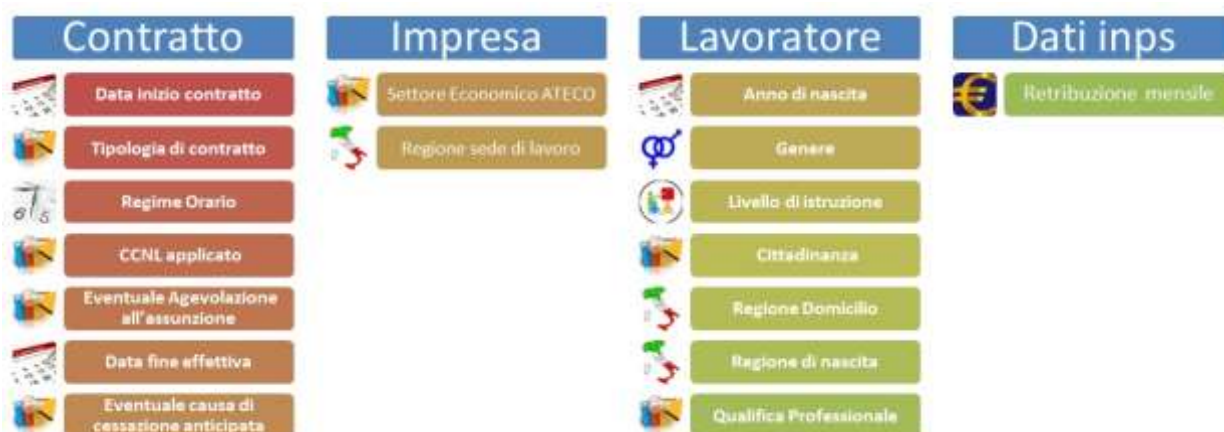 Contratto
Data inizio contratto
Tipologia di contratto
Regime Orario
CCNL applicato
Eventuale Agevolazione
all'assunzione
Data fine effettiva
Eventuale causa di
cessazione anticipata
Impresa
Settore Economico ATECO
Regione sede di lavoro
Lavoratore
Anno di nascita
Genere
Livello di istruzione
Cittadinanza
Regione Domicilio
Regione di nascita
Qualifica Professionale
Dati inps
Retribuzione mensile